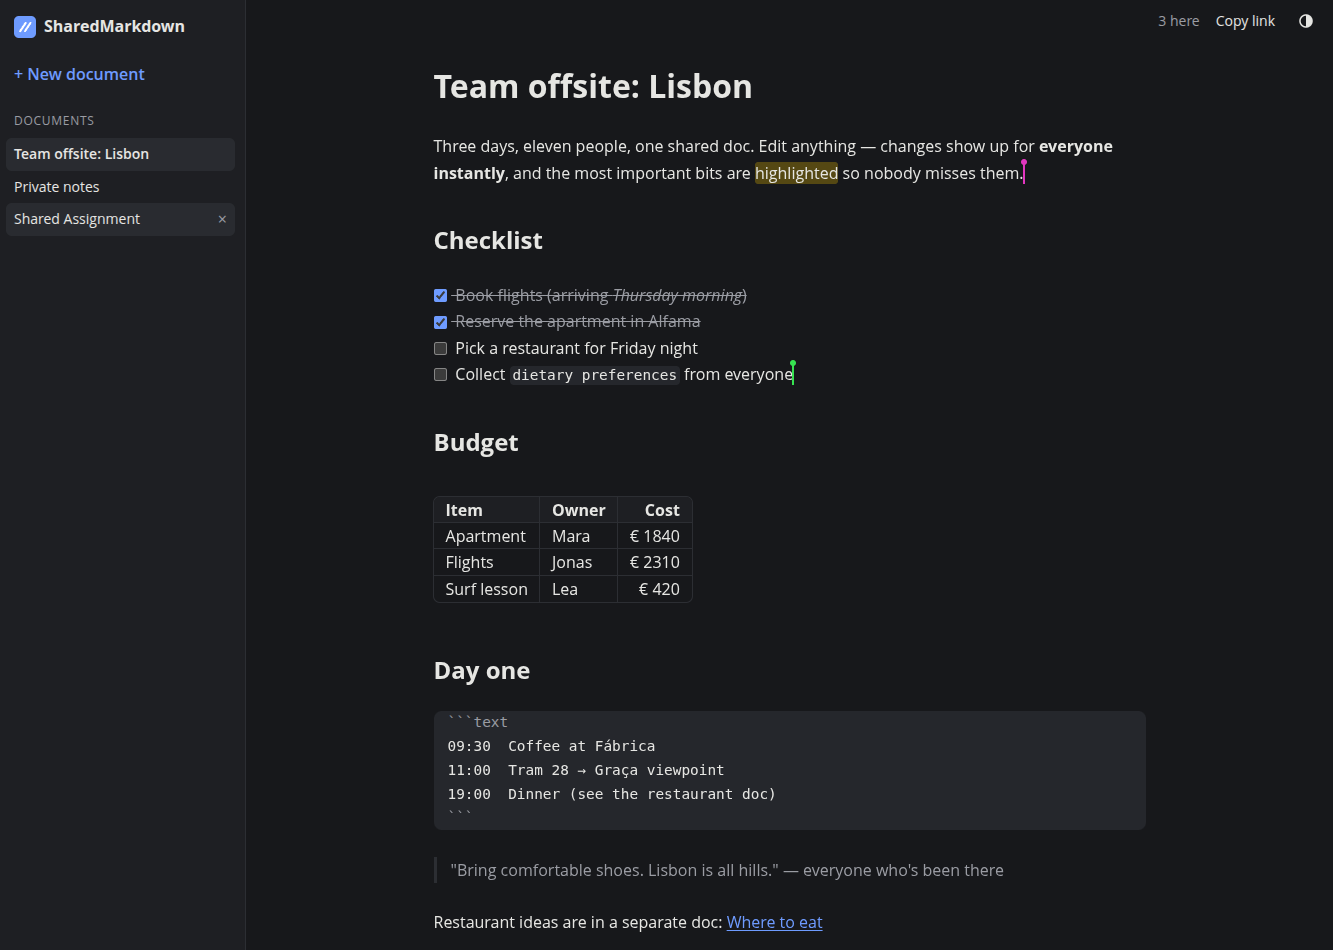 SharedMarkdown
+ New document
DOCUMENTS
Team offsite: Lisbon
Private notes
Shared Assignment ×
3 here Copy link
Team offsite: Lisbon
Three days, eleven people, one shared doc. Edit anything — changes show up for everyone
instantly, and the most important bits are highlighted so nobody misses them.
Checklist
Book flights (arriving Thursday morning)
Reserve the apartment in Alfama
Pick a restaurant for Friday night
Collect dietary preferences from everyone
Budget
Item Owner Cost
Apartment Mara € 1840
Flights Jonas € 2310
Surf lesson Lea € 420
Day one
```text
09:30  Coffee at Fábrica
11:00  Tram 28 → Graça viewpoint
19:00  Dinner (see the restaurant doc)
```
"Bring comfortable shoes. Lisbon is all hills." — everyone who's been there
Restaurant ideas are in a separate doc: Where to eat